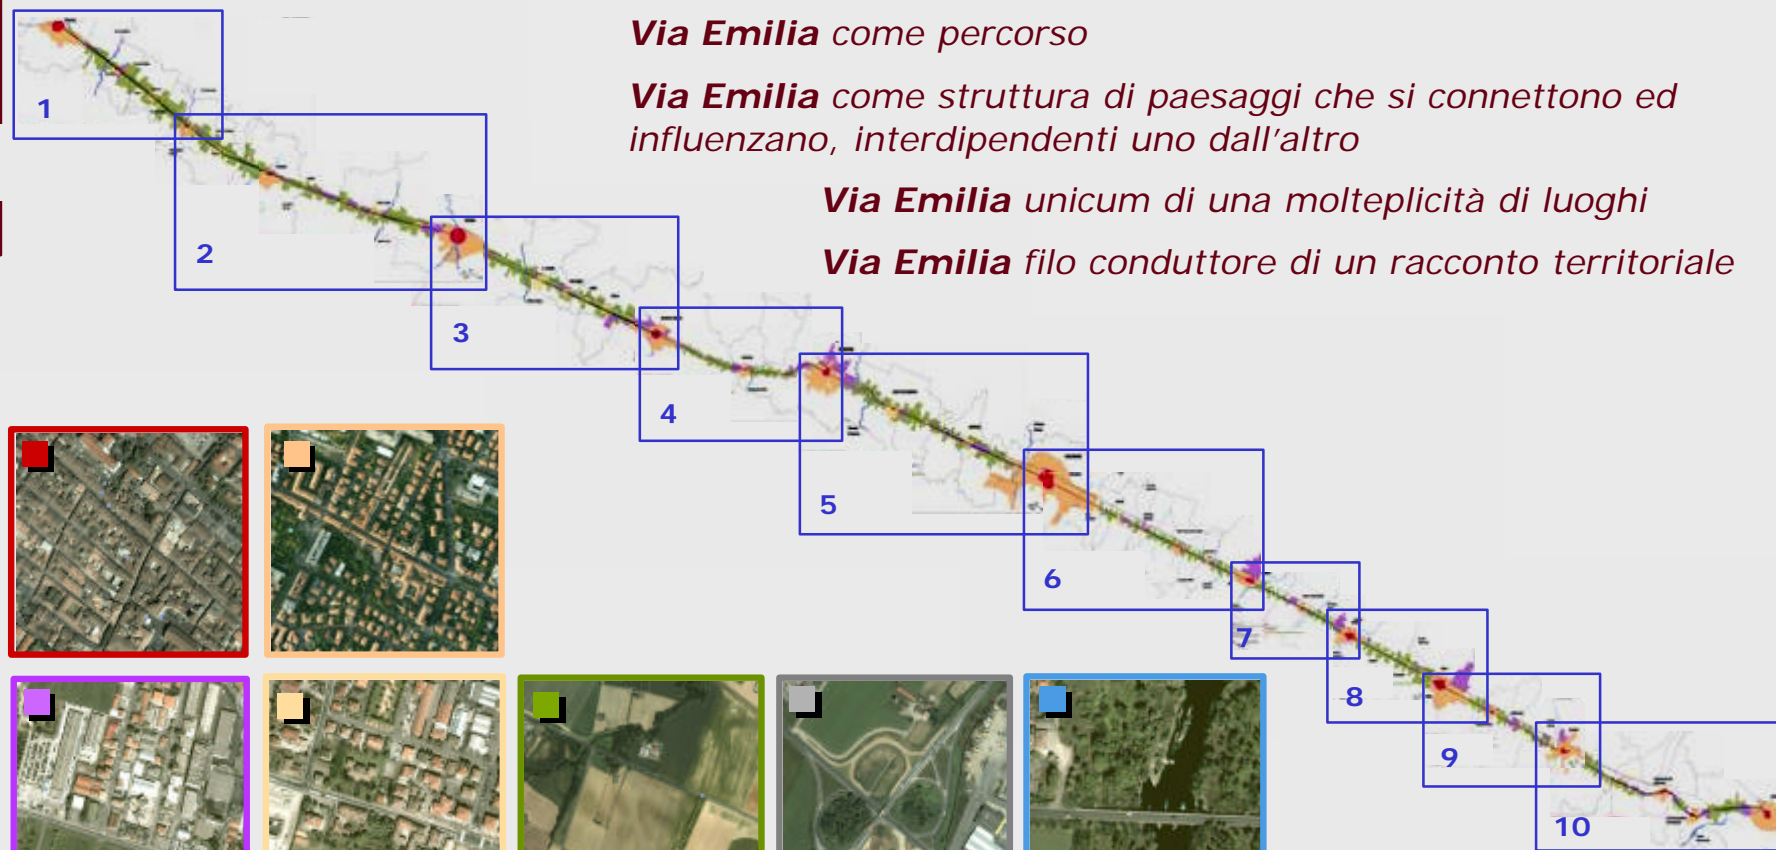 Via Emilia come percorso
Via Emilia come struttura di paesaggi che si connettono ed
influenzano, interdipendenti uno dall'altro
Via Emilia unicum di una molteplicità di luoghi
Via Emilia filo conduttore di un racconto territoriale
1
2
3
4
5
6
7
8
9
10